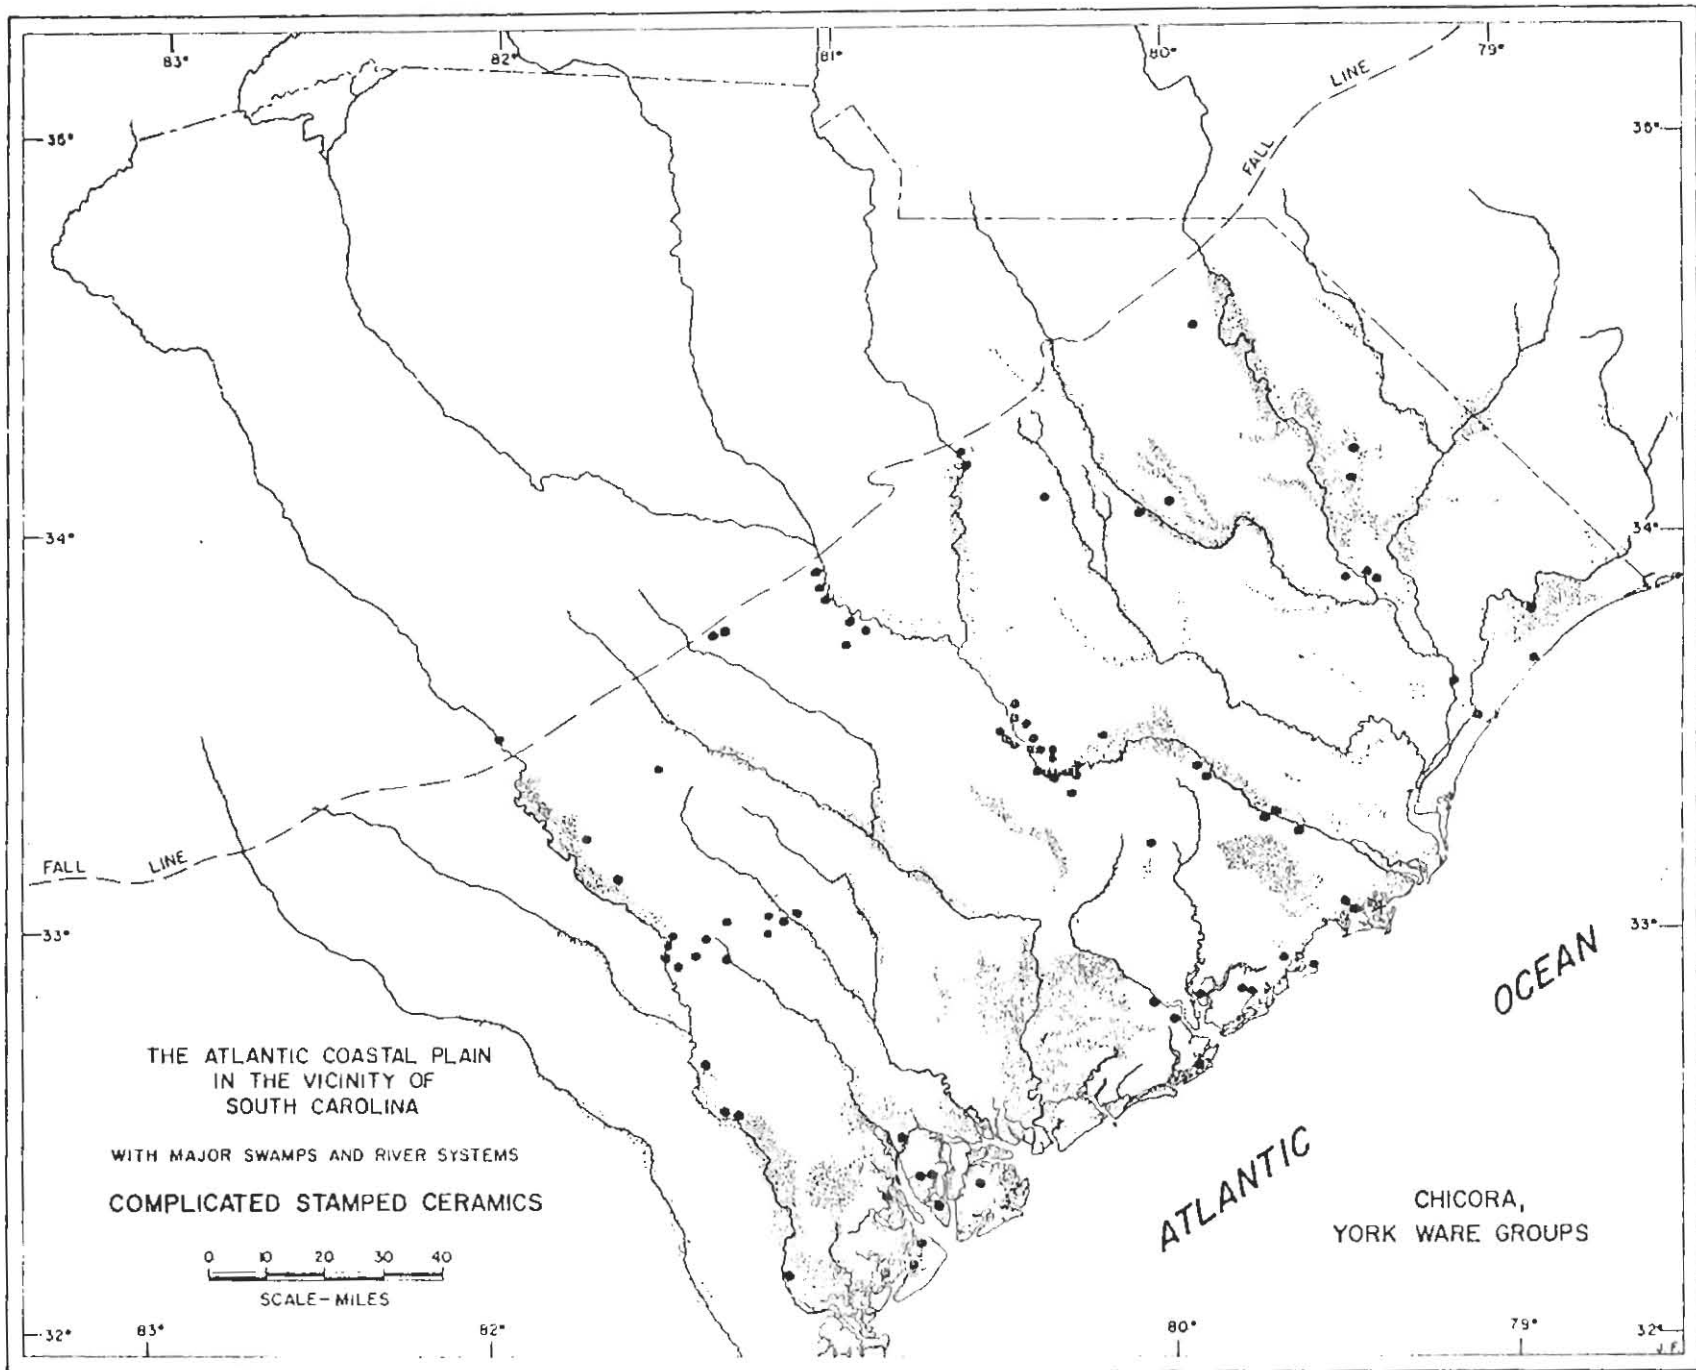 83°
82°
81°
80°
79°
LINE
FALL
35°
35°
34°
34°
FALL
LINE
33°
33°
OCEAN
THE ATLANTIC COASTAL PLAIN
IN THE VICINITY OF
SOUTH CAROLINA
WITH MAJOR SWAMPS AND RIVER SYSTEMS
COMPLICATED STAMPED CERAMICS
ATLANTIC
CHICORA,
YORK WARE GROUPS
0 10 20 30 40
SCALE-MILES
32°
83°
82°
80°
79°
32°
J.F.